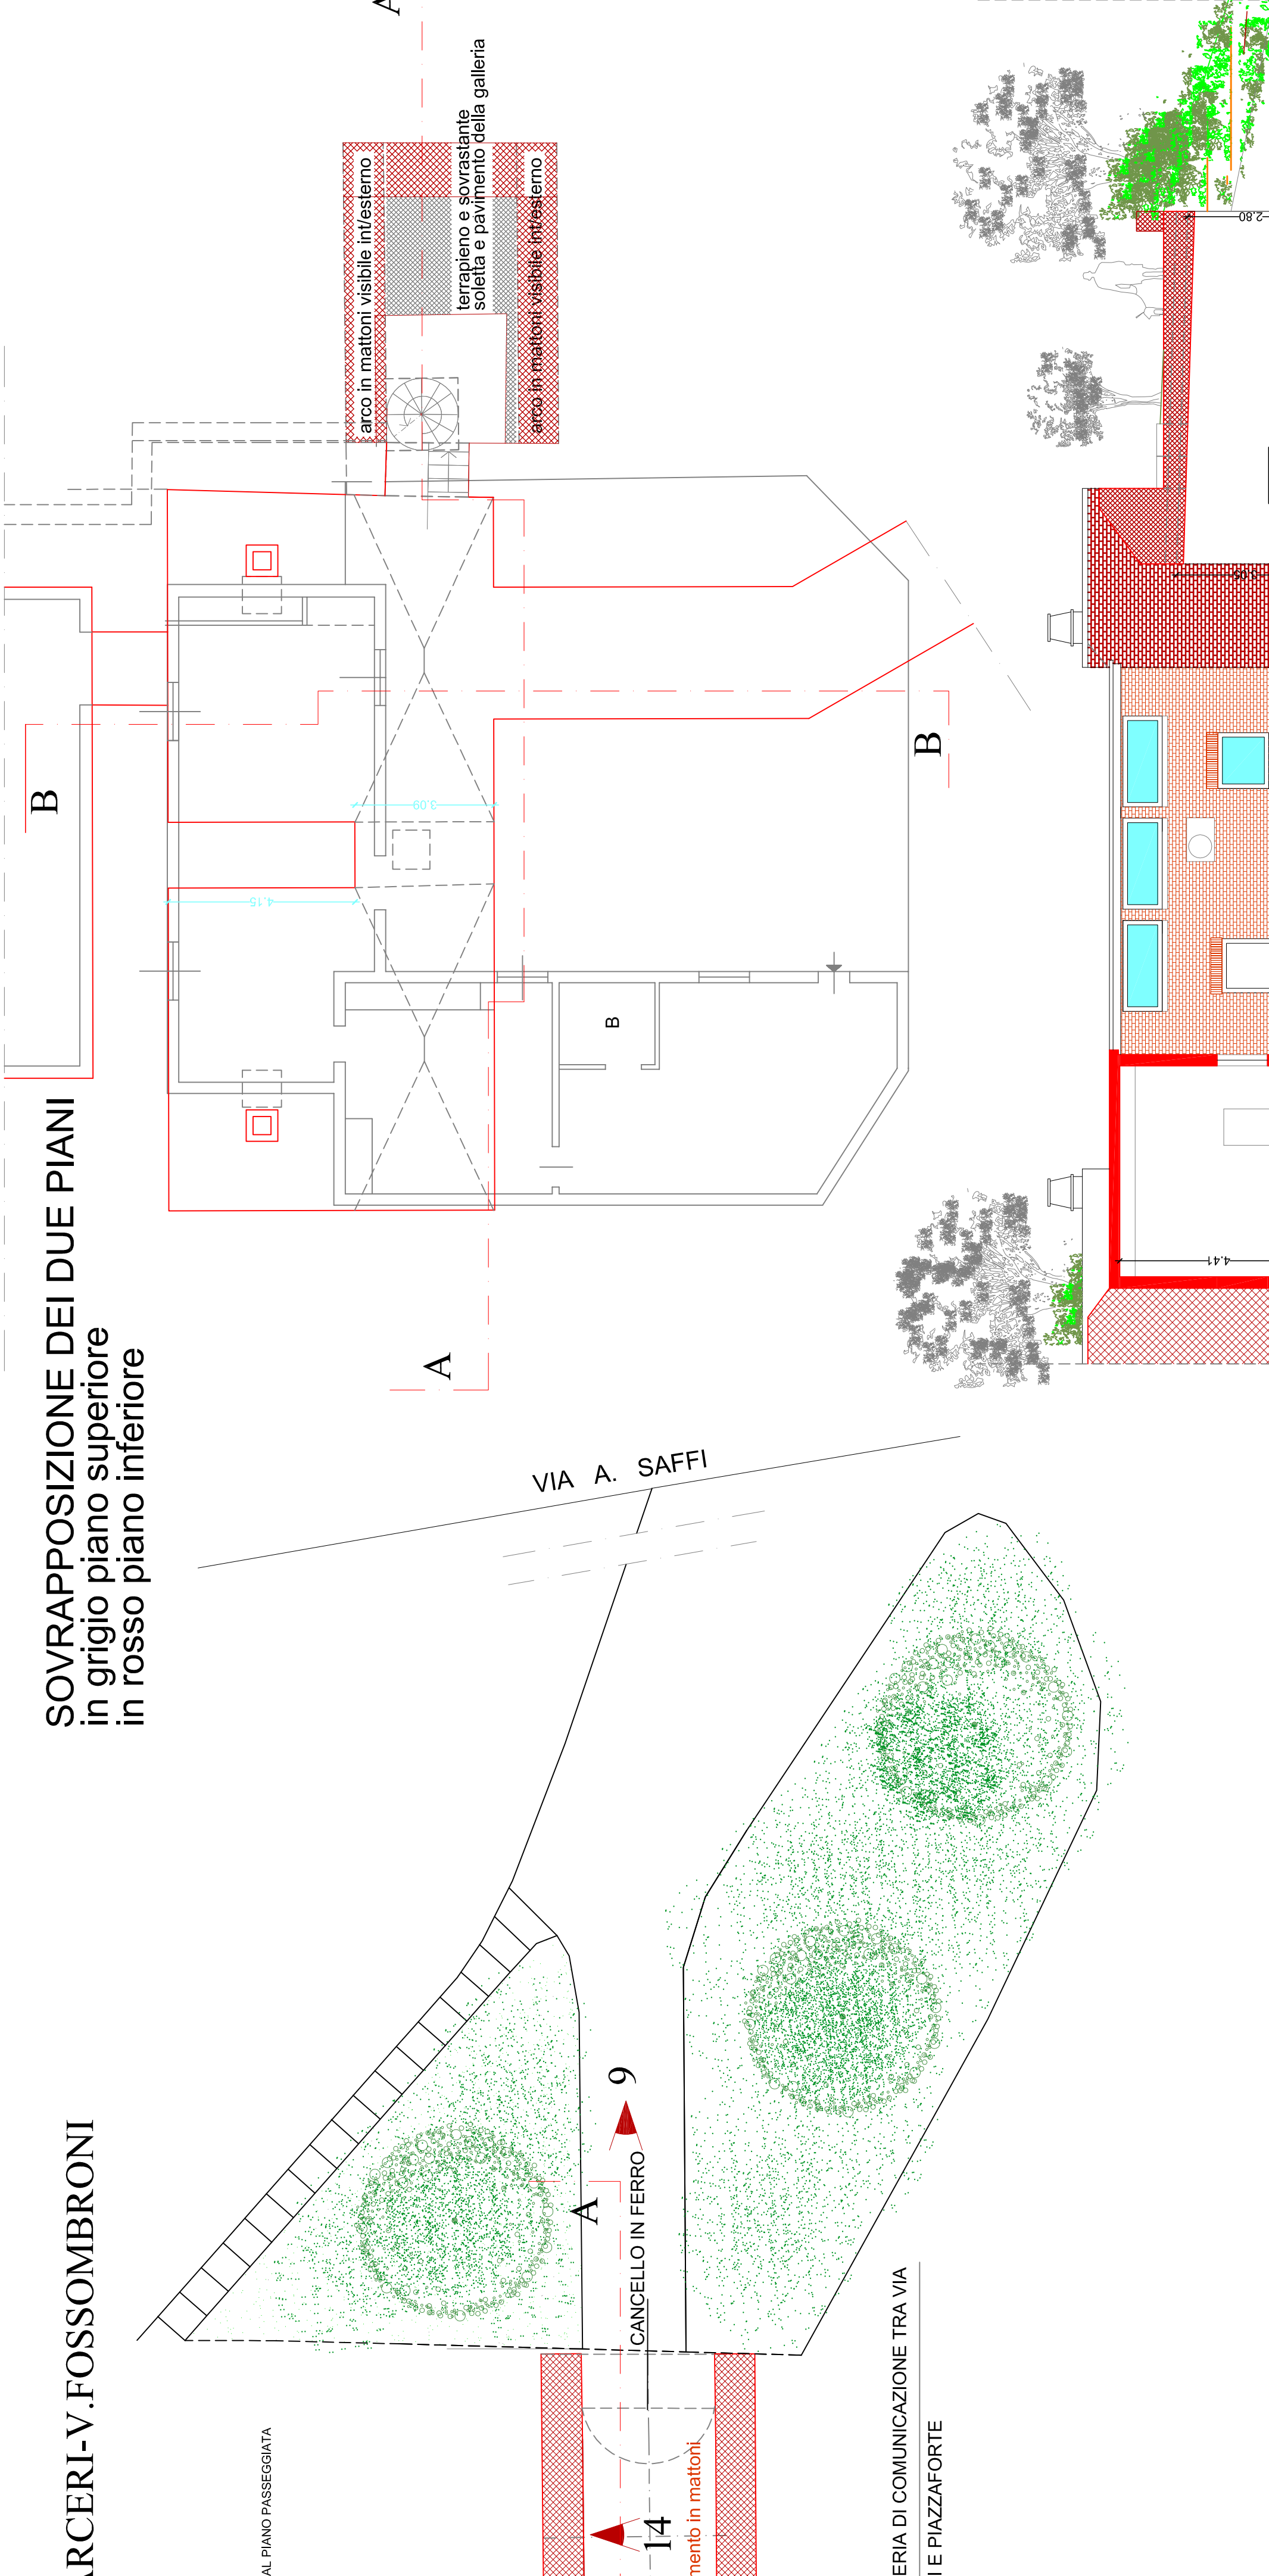 A
arco in mattoni visibile int/esterno
terrapieno e sovrastante
soletta e pavimento della galleria
arco in mattoni visibile int/esterno
2.80
3.05
B
B
3.09
4.15
B
4.41
A
SOVRAPPOSIZIONE DEI DUE PIANI
in grigio piano superiore
in rosso piano inferiore
VIA A. SAFFI
9
A
CANCELLO IN FERRO
ARCERI-V.FOSSOMBRONI
AL PIANO PASSEGGIATA
14
mento in mattoni
ERIA DI COMUNICAZIONE TRA VIA
I E PIAZZAFORTE